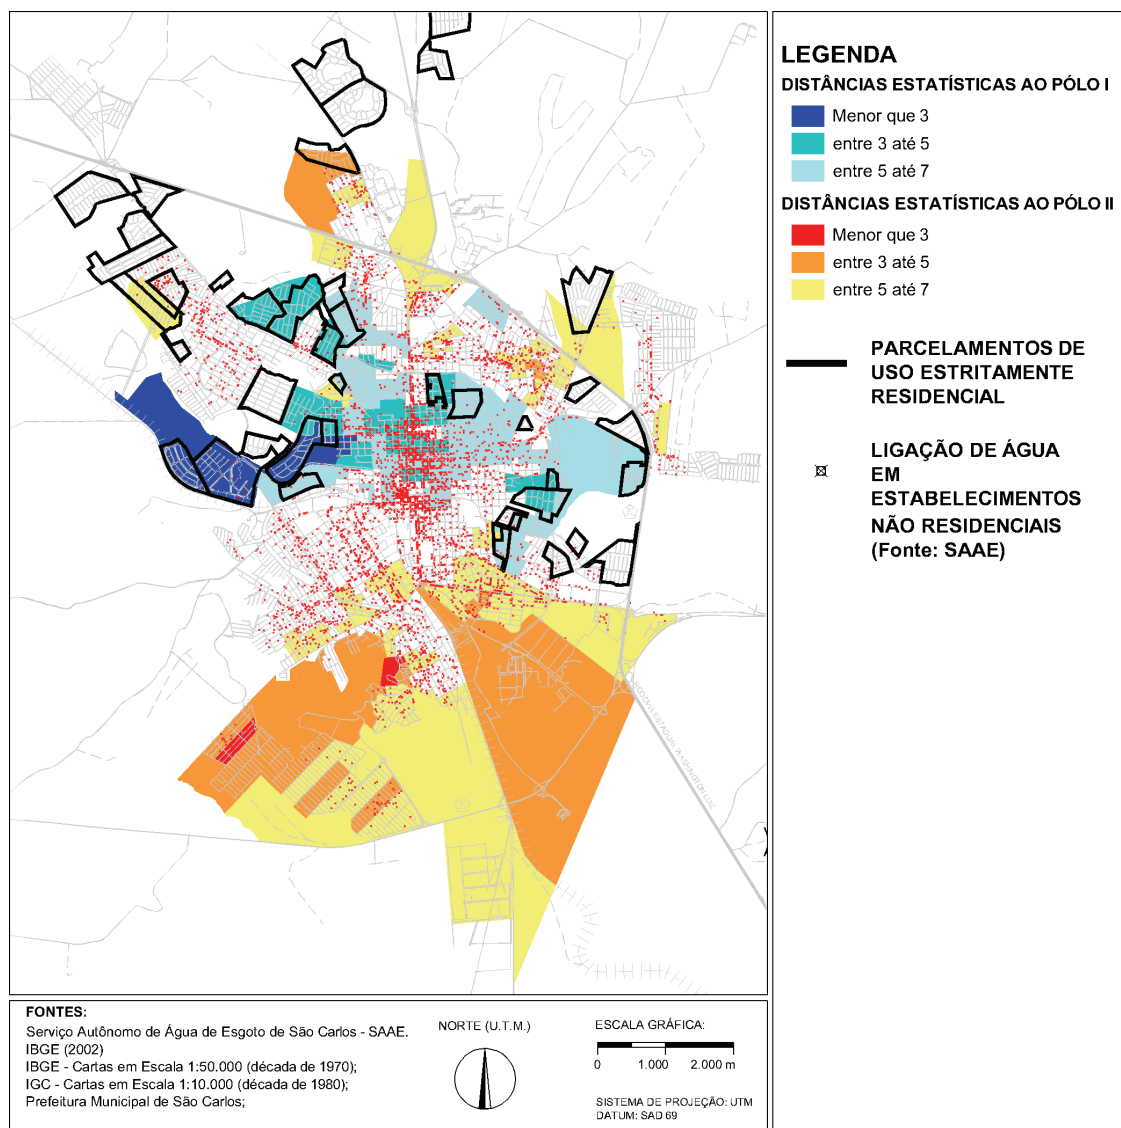 LEGENDA
DISTÂNCIAS ESTATÍSTICAS AO PÓLO I
Menor que 3
entre 3 até 5
entre 5 até 7
DISTÂNCIAS ESTATÍSTICAS AO PÓLO II
Menor que 3
entre 3 até 5
entre 5 até 7
PARCELAMENTOS DE
USO ESTRITAMENTE
RESIDENCIAL
LIGAÇÃO DE ÁGUA
EM
ESTABELECIMENTOS
NÃO RESIDENCIAIS
(Fonte: SAAE)
RODOVIA ESTADUAL WASHINGTON LUIZ
FONTES:
Serviço Autônomo de Água de Esgoto de São Carlos - SAAE.
IBGE (2002)
IBGE - Cartas em Escala 1:50.000 (década de 1970);
IGC - Cartas em Escala 1:10.000 (década de 1980);
Prefeitura Municipal de São Carlos;
NORTE (U.T.M.)
ESCALA GRÁFICA:
0 1.000 2.000 m
SISTEMA DE PROJEÇÃO: UTM
DATUM: SAD 69